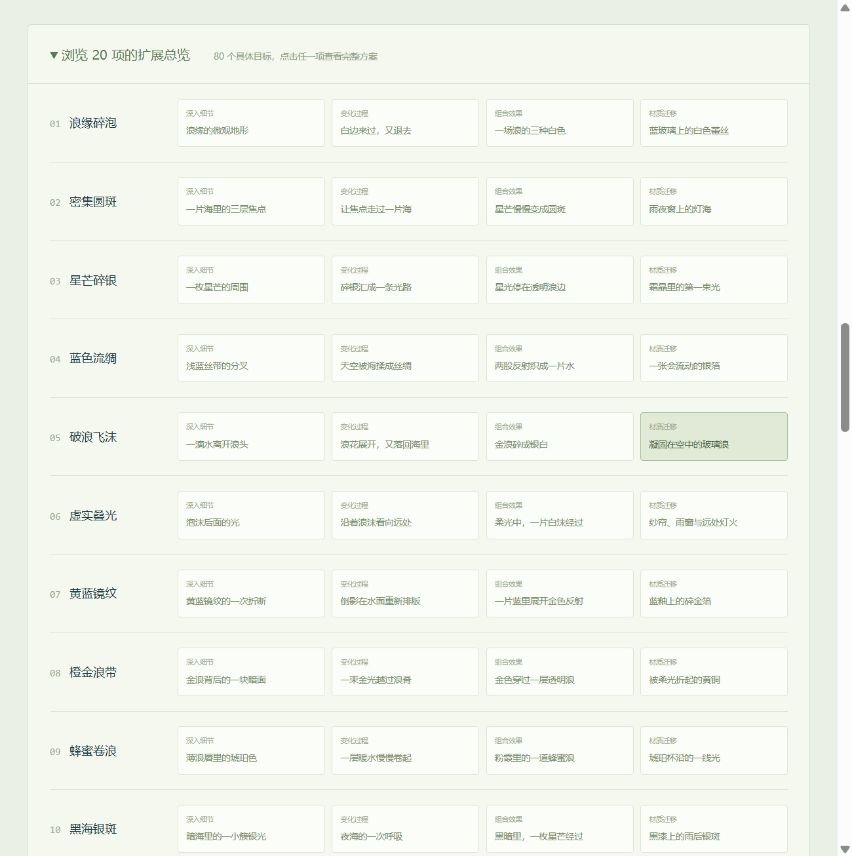 ▼浏览 20 项的扩展总览 80 个具体目标，点击任一项查看完整方案
01 浪缘碎泡
深入细节 变化过程 组合效果 材质迁移
浪缘的微观地形 白边来过，又退去 一场浪的三种白色 蓝玻璃上的白色蕾丝
02 密集圆斑
深入细节 变化过程 组合效果 材质迁移
一片海里的三层焦点 让焦点走过一片海 星芒慢慢变成圆斑 雨夜窗上的灯海
03 星芒碎银
深入细节 变化过程 组合效果 材质迁移
一枚星芒的周围 碎银汇成一条光路 星光停在透明浪边 霜晶里的第一束光
04 蓝色流绸
深入细节 变化过程 组合效果 材质迁移
浅蓝丝带的分叉 天空被海揉成丝绸 两股反射织成一片水 一张会流动的银箔
05 破浪飞沫
深入细节 变化过程 组合效果 材质迁移
一滴水离开浪头 浪花展开，又落回海里 金浪碎成银白 凝固在空中的玻璃浪
06 虚实叠光
深入细节 变化过程 组合效果 材质迁移
泡沫后面的光 沿着浪沫看向远处 柔光中，一片白沫经过 纱帘、雨窗与远处灯火
07 黄蓝镜纹
深入细节 变化过程 组合效果 材质迁移
黄蓝镜纹的一次折断 倒影在水面重新排版 一片蓝里展开金色反射 蓝釉上的碎金箔
08 橙金浪带
深入细节 变化过程 组合效果 材质迁移
金浪背后的一块暗面 一束金光越过浪脊 金色穿过一层透明浪 被柔光折起的黄铜
09 蜂蜜卷浪
深入细节 变化过程 组合效果 材质迁移
薄浪唇里的琥珀色 一层暖水慢慢卷起 粉雾里的一道蜂蜜浪 琥珀杯沿的一线光
10 黑海银斑
深入细节 变化过程 组合效果 材质迁移
暗海里的一小簇银光 夜海的一次呼吸 黑暗里，一枚星芒经过 黑漆上的雨后银斑